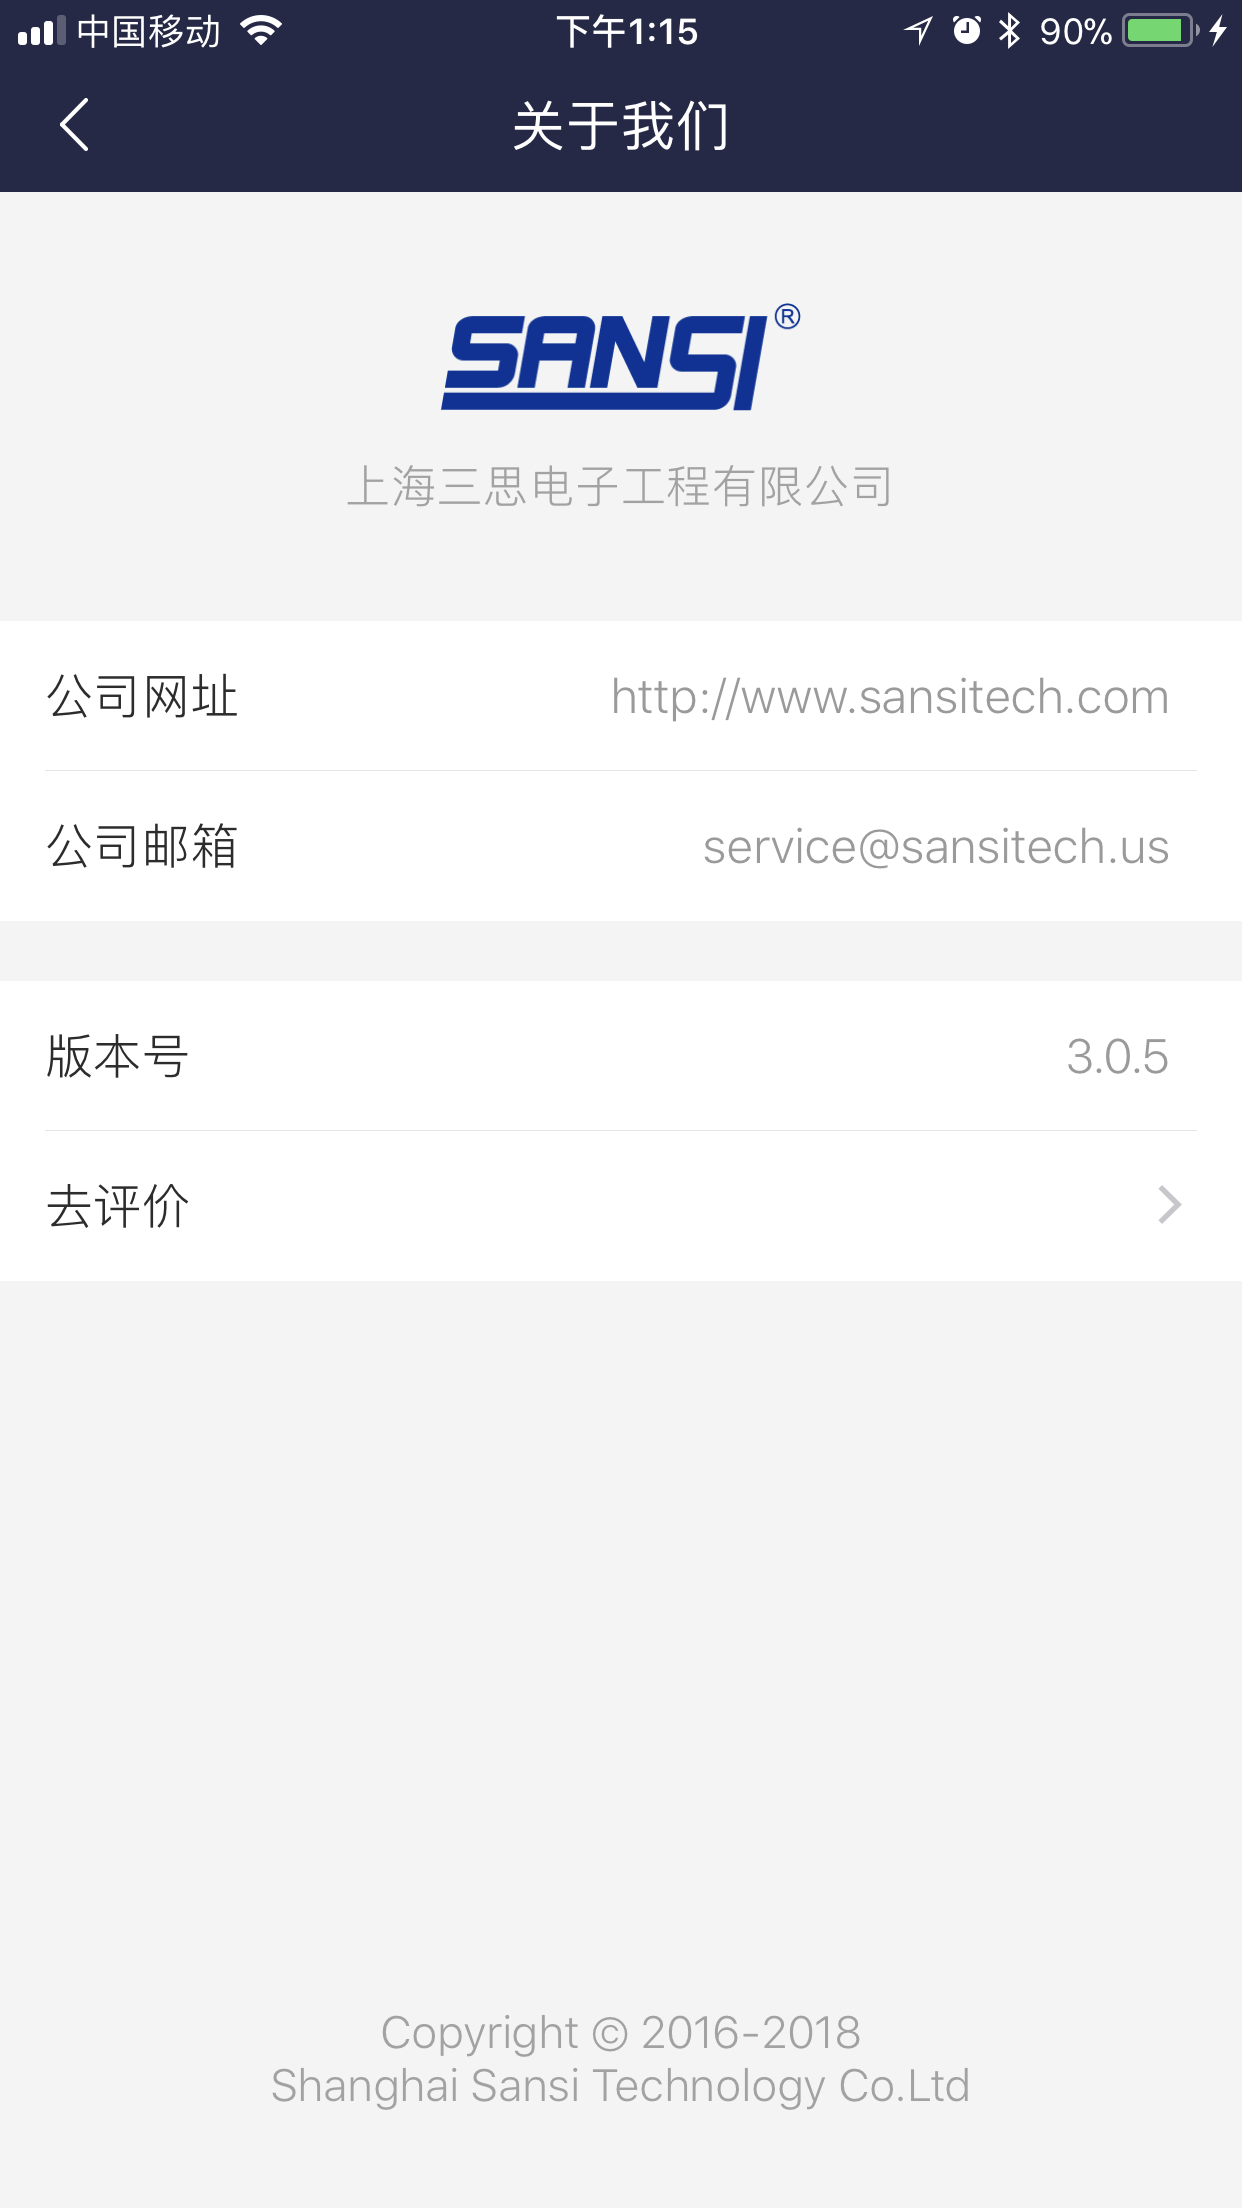 中国移动 下午1:15 90%
关于我们
SANSI®
上海三思电子工程有限公司
公司网址 http://www.sansitech.com
公司邮箱 service@sansitech.us
版本号 3.0.5
去评价
Copyright © 2016-2018
Shanghai Sansi Technology Co.Ltd